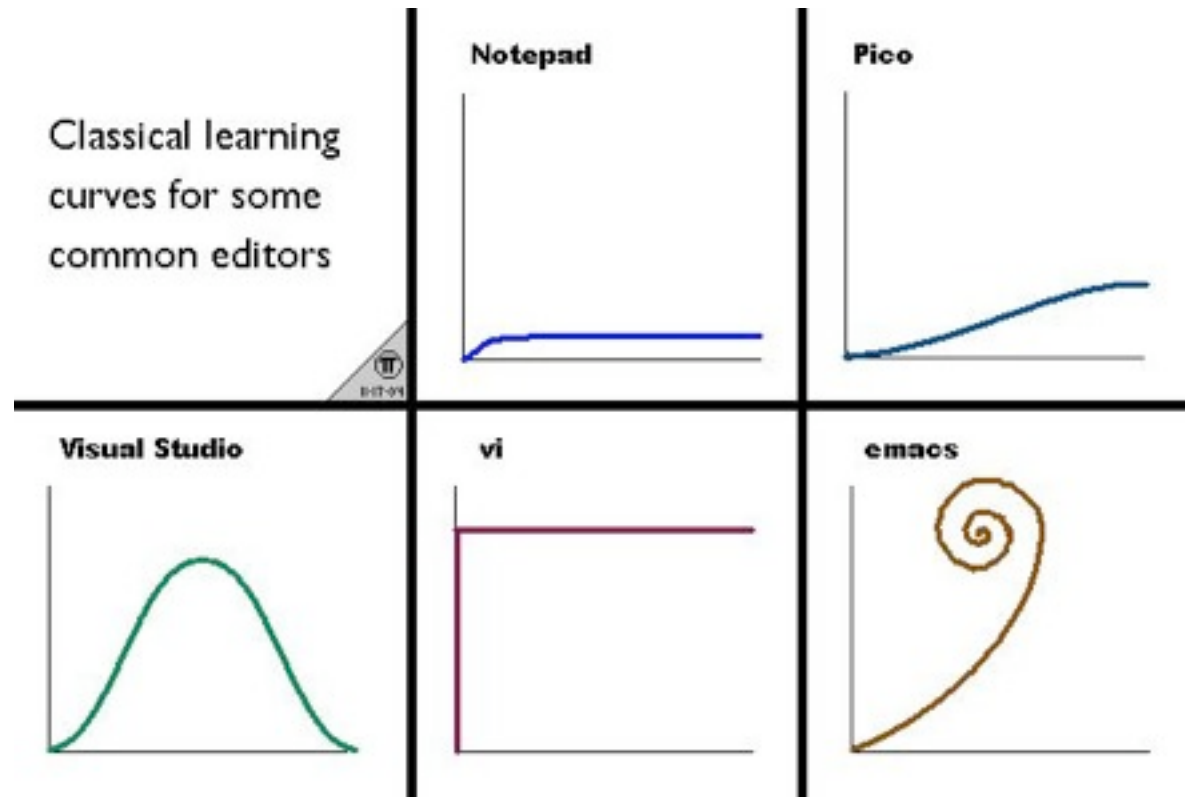 Classical learning
curves for some
common editors
Notepad
Pico
Visual Studio
vi
emacs